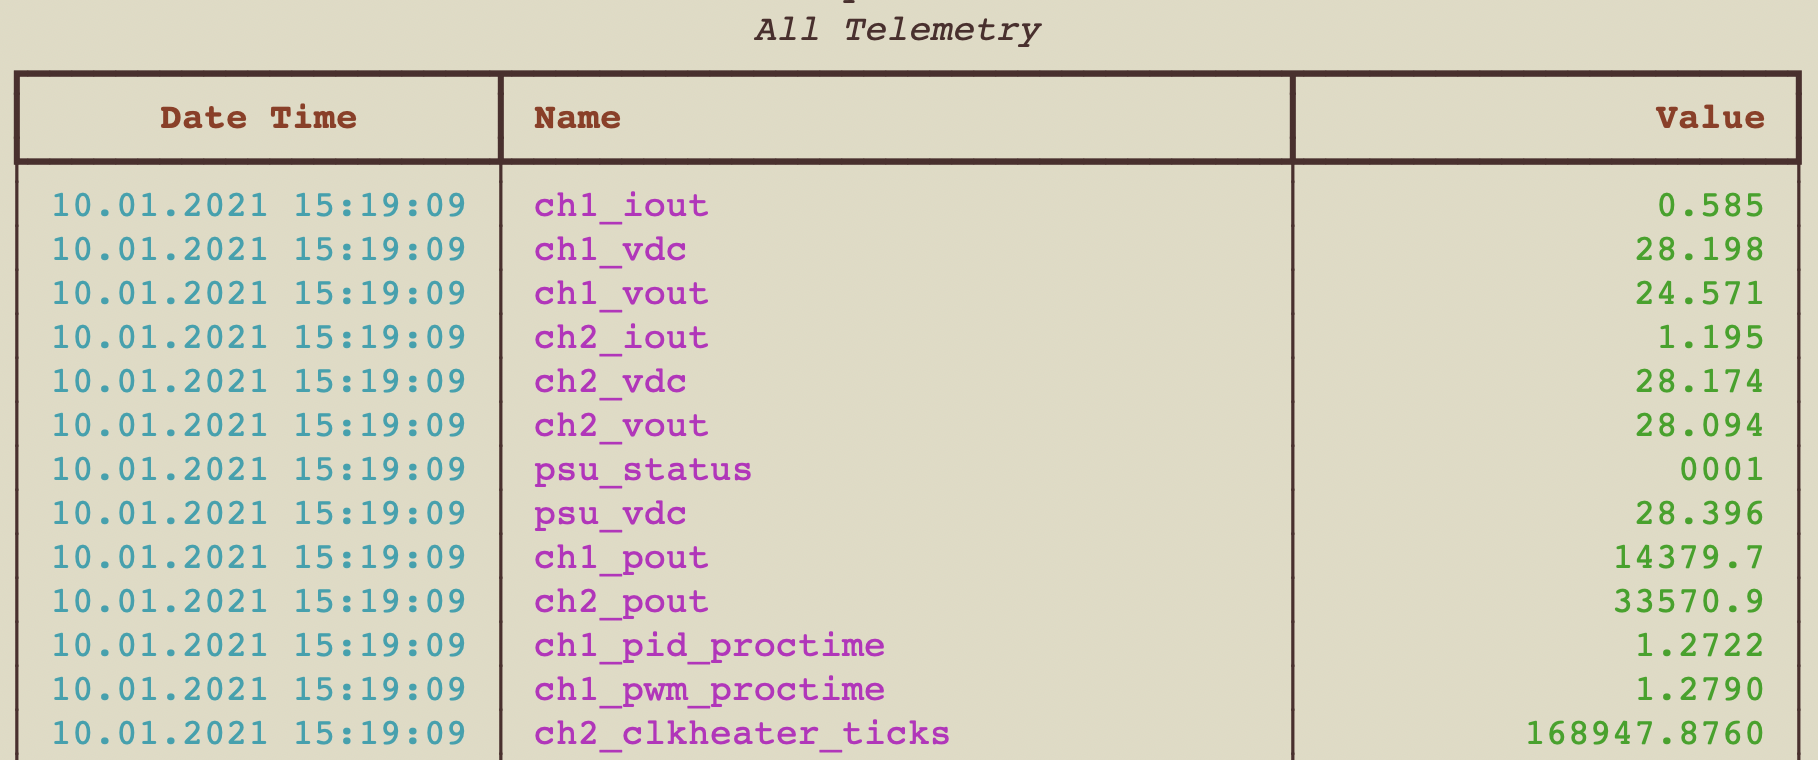 All Telemetry
Date Time Name Value
10.01.2021 15:19:09 ch1_iout 0.585
10.01.2021 15:19:09 ch1_vdc 28.198
10.01.2021 15:19:09 ch1_vout 24.571
10.01.2021 15:19:09 ch2_iout 1.195
10.01.2021 15:19:09 ch2_vdc 28.174
10.01.2021 15:19:09 ch2_vout 28.094
10.01.2021 15:19:09 psu_status 0001
10.01.2021 15:19:09 psu_vdc 28.396
10.01.2021 15:19:09 ch1_pout 14379.7
10.01.2021 15:19:09 ch2_pout 33570.9
10.01.2021 15:19:09 ch1_pid_proctime 1.2722
10.01.2021 15:19:09 ch1_pwm_proctime 1.2790
10.01.2021 15:19:09 ch2_clkheater_ticks 168947.8760